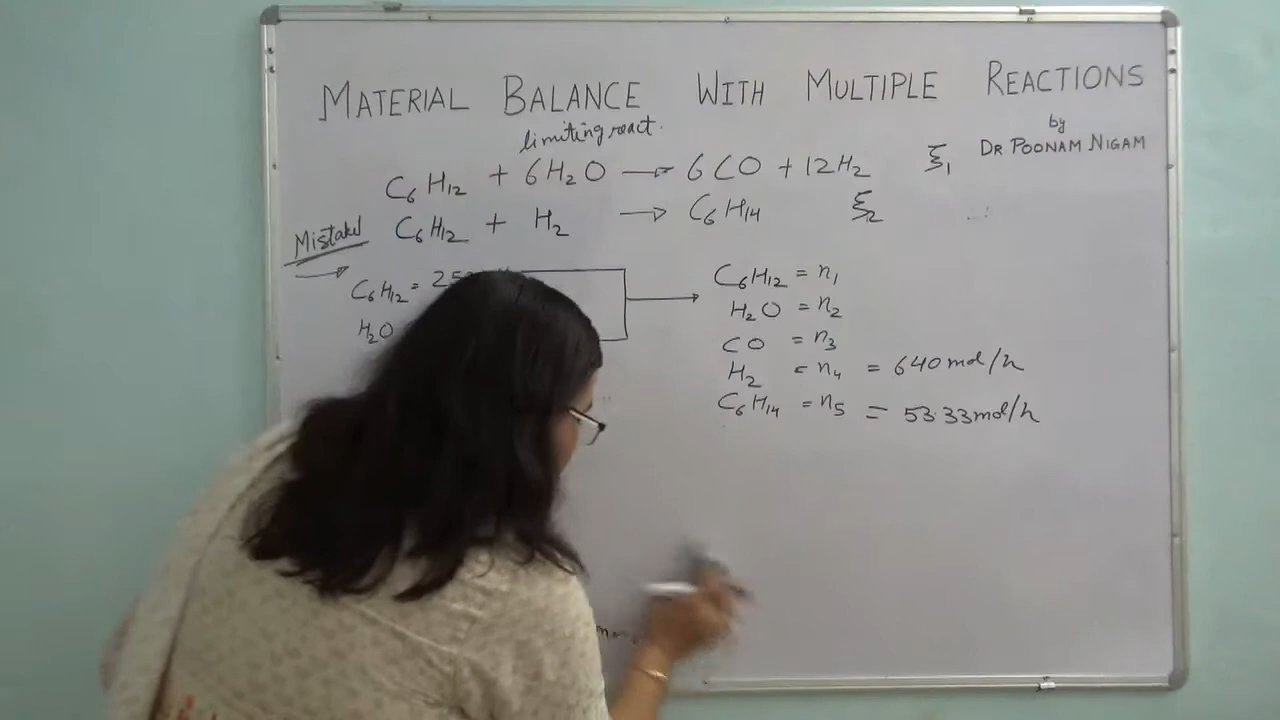 MATERIAL BALANCE WITH MULTIPLE REACTIONS
by
DR POONAM NIGAM
limiting react.
C₆H₁₂ + 6H₂O → 6CO + 12H₂ ξ₁
C₆H₁₂ + H₂ → C₆H₁₄ ξ₂
Mistake!
→
C₆H₁₂ =
H₂O
C₆H₁₂ = n₁
H₂O = n₂
CO = n₃
H₂ = n₄ = 640 mol/h
C₆H₁₄ = n₅ = 53.33 mol/h